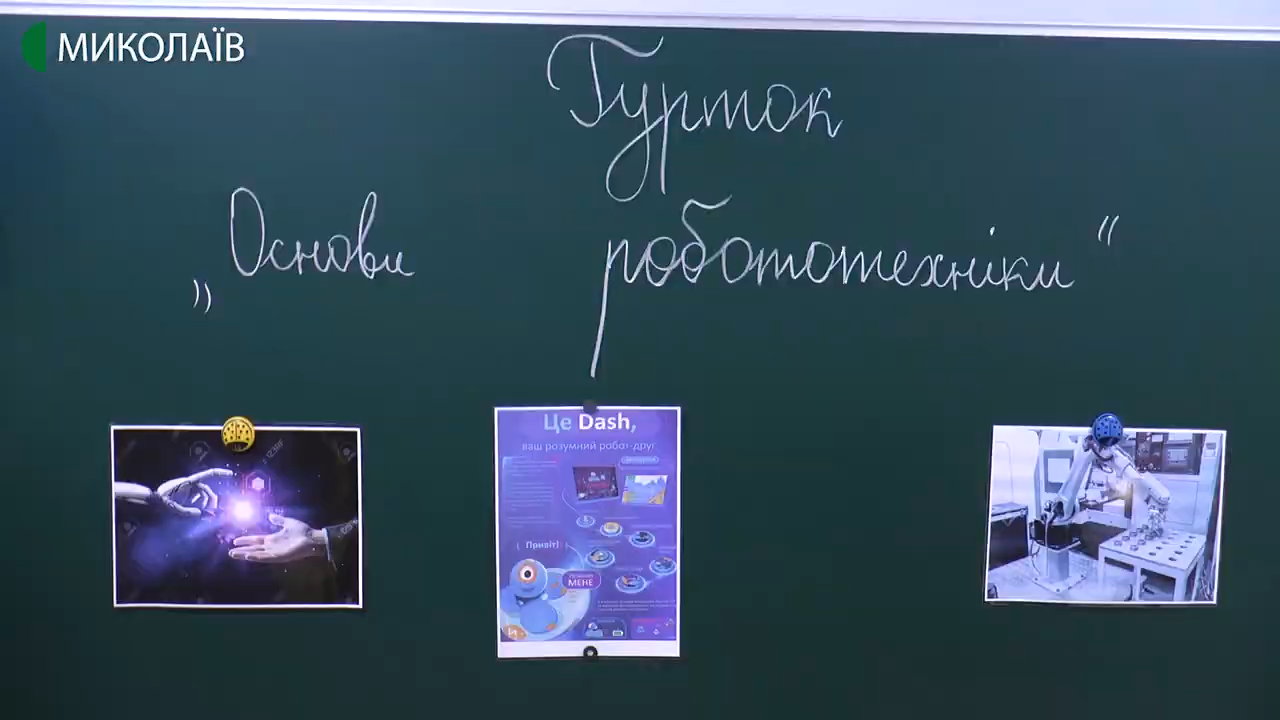 МИКОЛАЇВ
Гурток
„Основи робототехніки“
Це Dash,
ваш розумний робот-друг
Привіт!
МЕНЕ